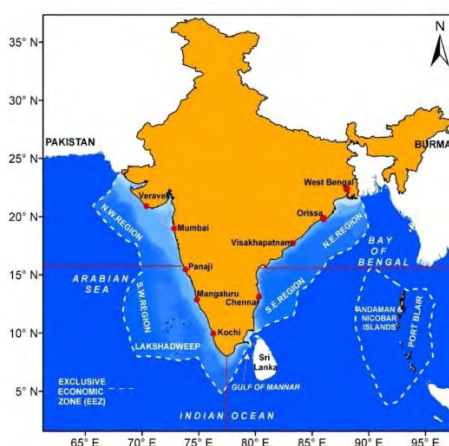 35° N
N
30° N
PAKISTAN
25° N
BURMA
West Bengal
Veraval
Orissa
20° N
N.W.REGION
Mumbai
Visakhapatnam
N.E.REGION
BAY
OF
BENGAL
Panaji
15° N
ARABIAN
SEA
S.W.REGION
Mangaluru
Chennai
S.E.REGION
ANDAMAN
NICOBAR
ISLANDS
PORT BLAIR
10° N
LAKSHADWEEP
Kochi
Sri
Lanka
EXCLUSIVE
ECONOMIC
ZONE (EEZ)
GULF OF MANNAR
5° N
INDIAN OCEAN
65° E
70° E
75° E
80° E
85° E
90° E
95° E